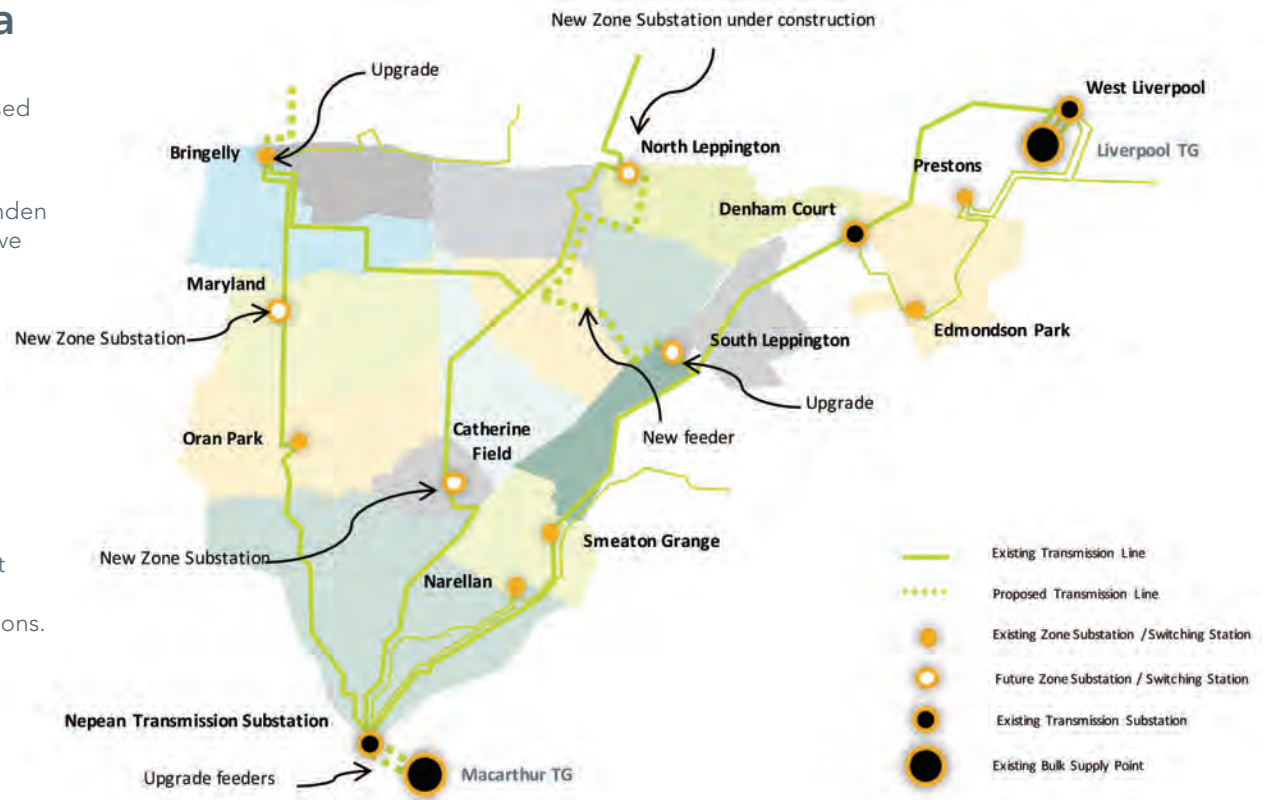 a
sed
nden
ve
t
ons.
New Zone Substation under construction
Upgrade
West Liverpool
Bringelly
North Leppington
Liverpool TG
Prestons
Denham Court
Maryland
New Zone Substation
South Leppington
Edmondson Park
Upgrade
New feeder
Oran Park
Catherine
Field
New Zone Substation
Smeaton Grange
Narellan
Nepean Transmission Substation
Upgrade feeders
Macarthur TG
Existing Transmission Line
Proposed Transmission Line
Existing Zone Substation / Switching Station
Future Zone Substation / Switching Station
Existing Transmission Substation
Existing Bulk Supply Point